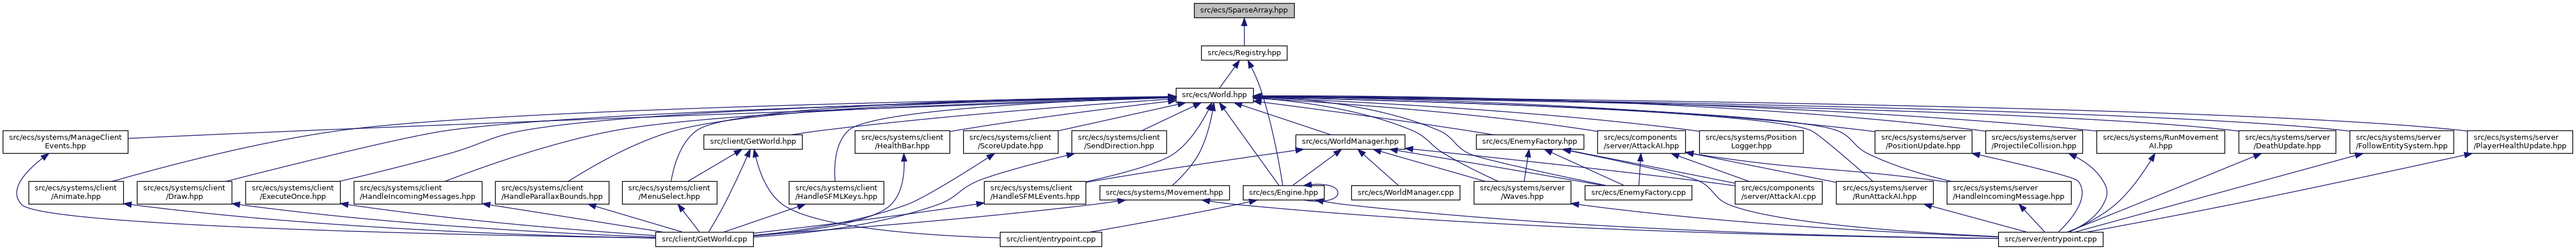 src/ecs/SparseArray.hpp
src/ecs/Registry.hpp
src/ecs/World.hpp
src/ecs/systems/ManageClient
Events.hpp
src/client/GetWorld.hpp
src/ecs/systems/client
/HealthBar.hpp
src/ecs/systems/client
/ScoreUpdate.hpp
src/ecs/systems/client
/SendDirection.hpp
src/ecs/WorldManager.hpp
src/ecs/EnemyFactory.hpp
src/ecs/components
/server/AttackAI.hpp
src/ecs/systems/Position
Logger.hpp
src/ecs/systems/server
/PositionUpdate.hpp
src/ecs/systems/server
/ProjectileCollision.hpp
src/ecs/systems/RunMovement
AI.hpp
src/ecs/systems/server
/DeathUpdate.hpp
src/ecs/systems/server
/FollowEntitySystem.hpp
src/ecs/systems/server
/PlayerHealthUpdate.hpp
src/ecs/systems/client
/Animate.hpp
src/ecs/systems/client
/Draw.hpp
src/ecs/systems/client
/ExecuteOnce.hpp
src/ecs/systems/client
/HandleIncomingMessages.hpp
src/ecs/systems/client
/HandleParallaxBounds.hpp
src/ecs/systems/client
/MenuSelect.hpp
src/ecs/systems/client
/HandleSFMLKeys.hpp
src/ecs/systems/client
/HandleSFMLEvents.hpp
src/ecs/systems/Movement.hpp
src/ecs/Engine.hpp
src/ecs/WorldManager.cpp
src/ecs/systems/server
/Waves.hpp
src/ecs/EnemyFactory.cpp
src/ecs/components
/server/AttackAI.cpp
src/ecs/systems/server
/RunAttackAI.hpp
src/ecs/systems/server
/HandleIncomingMessage.hpp
src/client/GetWorld.cpp
src/client/entrypoint.cpp
src/server/entrypoint.cpp